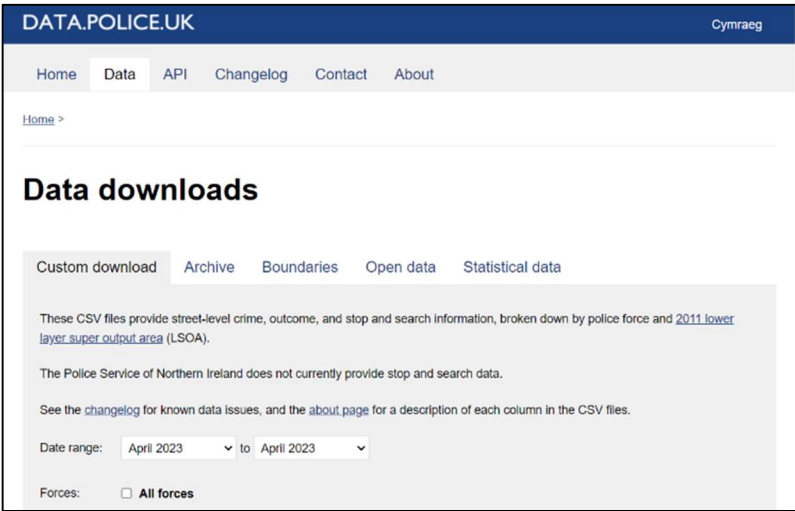 DATA.POLICE.UK
Cymraeg
Home Data API Changelog Contact About
Home >
Data downloads
Custom download Archive Boundaries Open data Statistical data
These CSV files provide street-level crime, outcome, and stop and search information, broken down by police force and 2011 lower
layer super output area (LSOA).
The Police Service of Northern Ireland does not currently provide stop and search data.
See the changelog for known data issues, and the about page for a description of each column in the CSV files.
Date range: April 2023 to April 2023
Forces: All forces